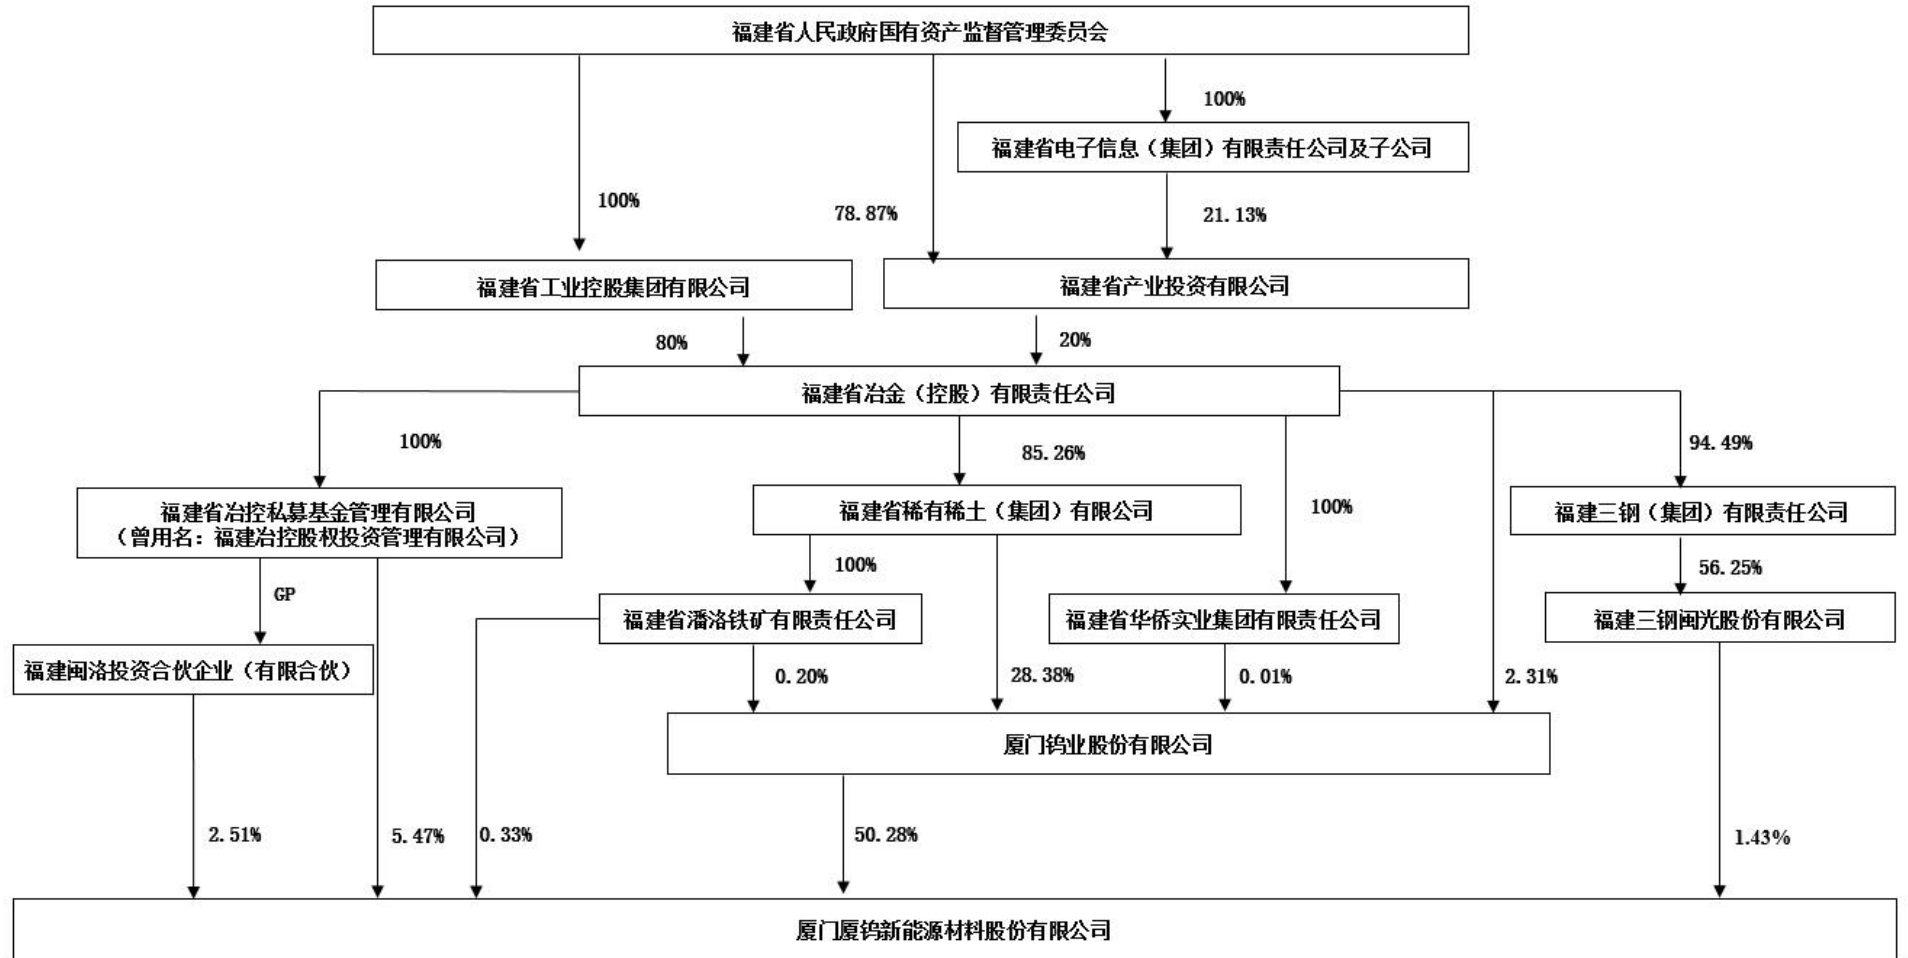 福建省人民政府国有资产监督管理委员会
100%
福建省电子信息（集团）有限责任公司及子公司
100%
78.87%
21.13%
福建省工业控股集团有限公司
福建省产业投资有限公司
80%
20%
福建省冶金（控股）有限责任公司
100%
85.26%
94.49%
福建省冶控私募基金管理有限公司
（曾用名：福建冶控股权投资管理有限公司）
福建省稀有稀土（集团）有限公司
100%
福建三钢（集团）有限责任公司
100%
56.25%
GP
福建省潘洛铁矿有限责任公司
福建省华侨实业集团有限责任公司
福建三钢闽光股份有限公司
福建闽洛投资合伙企业（有限合伙）
0.20%
28.38%
0.01%
2.31%
厦门钨业股份有限公司
2.51%
5.47%
0.33%
50.28%
1.43%
厦门厦钨新能源材料股份有限公司